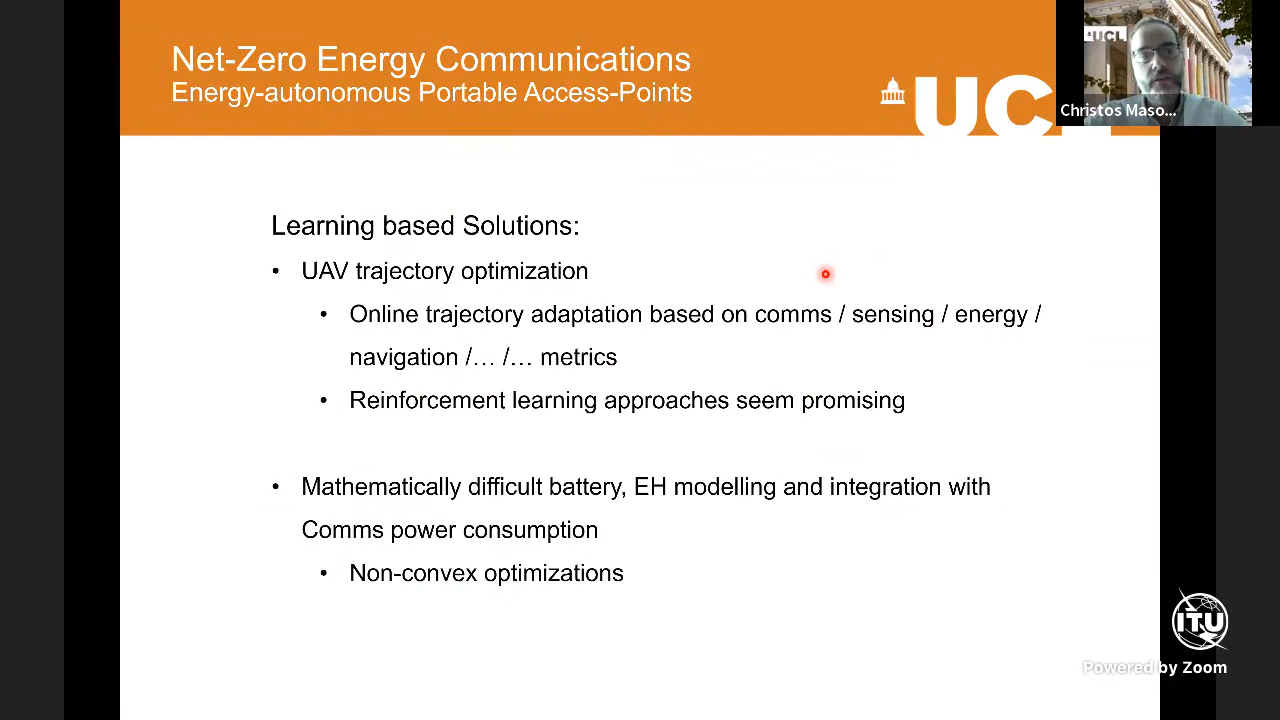 Net-Zero Energy Communications
Energy-autonomous Portable Access-Points
UCL
Christos Maso...
Learning based Solutions:
• UAV trajectory optimization
• Online trajectory adaptation based on comms / sensing / energy /
navigation /… /… metrics
• Reinforcement learning approaches seem promising
• Mathematically difficult battery, EH modelling and integration with
Comms power consumption
• Non-convex optimizations
ITU
Powered by Zoom